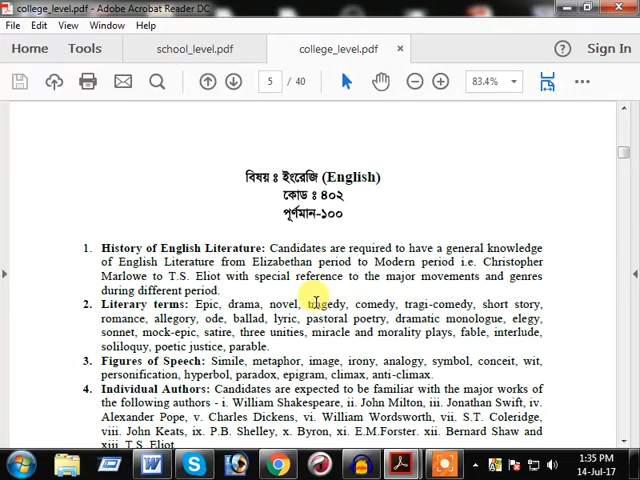 college_level.pdf - Adobe Acrobat Reader DC
File Edit View Window Help
Home Tools school_level.pdf college_level.pdf × Sign In
5 / 40 83.4%
বিষয় ঃ ইংরেজি (English)
কোড ঃ ৪০২
পূর্ণমান-১০০
1. History of English Literature: Candidates are required to have a general knowledge
of English Literature from Elizabethan period to Modern period i.e. Christopher
Marlowe to T.S. Eliot with special reference to the major movements and genres
during different period.
2. Literary terms: Epic, drama, novel, tragedy, comedy, tragi-comedy, short story,
romance, allegory, ode, ballad, lyric, pastoral poetry, dramatic monologue, elegy,
sonnet, mock-epic, satire, three unities, miracle and morality plays, fable, interlude,
soliloquy, poetic justice, parable.
3. Figures of Speech: Simile, metaphor, image, irony, analogy, symbol, conceit, wit,
personification, hyperbol, paradox, epigram, climax, anti-climax.
4. Individual Authors: Candidates are expected to be familiar with the major works of
the following authors - i. William Shakespeare, ii. John Milton, iii. Jonathan Swift, iv.
Alexander Pope, v. Charles Dickens, vi. William Wordsworth, vii. S.T. Coleridge,
viii. John Keats, ix. P.B. Shelley, x. Byron, xi. E.M.Forster. xii. Bernard Shaw and
xiii. T.S. Eliot
1:35 PM
14-Jul-17